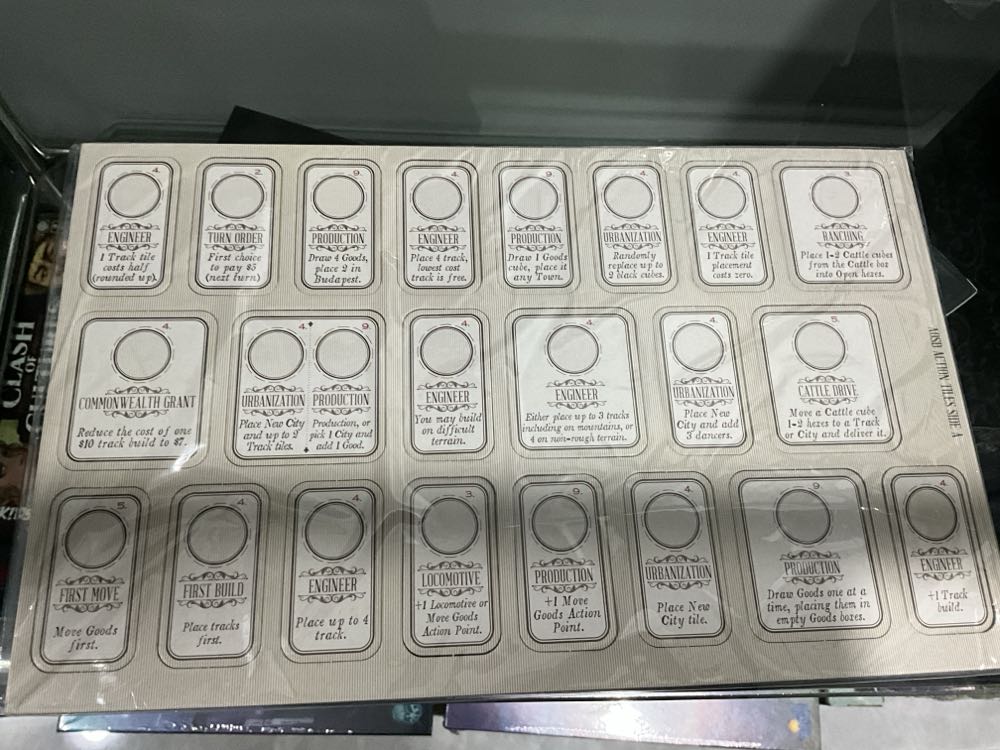 4.
ENGINEER
1 Track tile
costs half
(rounded up).
2.
TURN ORDER
First choice
to pay $5
(next turn)
9.
PRODUCTION
Draw 4 Goods,
place 2 in
Budapest.
4.
ENGINEER
Place 4 track,
lowest cost
track is free.
9.
PRODUCTION
Draw 1 Goods
cube, place it
any Town.
4.
URBANIZATION
Randomly
replace up to
2 black cubes.
4.
ENGINEER
1 Track tile
placement
costs zero.
3.
RANCHING
Place 1-2 Cattle cubes
from the Cattle box
into Open hexes.
4.
COMMONWEALTH GRANT
Reduce the cost of one
$10 track build to $7.
4.
URBANIZATION
Place New City
and up to 2
Track tiles.
9.
PRODUCTION
Production, or
pick 1 City and
add 1 Good.
4.
ENGINEER
You may build
on difficult
terrain.
4.
ENGINEER
Either place up to 3 tracks
including on mountains, or
4 on non-rough terrain.
4.
URBANIZATION
Place New
City and add
3 dancers.
5.
CATTLE DRIVE
Move a Cattle cube
1-2 hexes to a Track
or City and deliver it.
AOSD ACTION TILES SIDE A
5.
FIRST MOVE
Move Goods
first.
4.
FIRST BUILD
Place tracks
first.
4.
ENGINEER
Place up to 4
track.
3.
LOCOMOTIVE
+1 Locomotive or
Move Goods
Action Point.
9.
PRODUCTION
+1 Move
Goods Action
Point.
4.
URBANIZATION
Place New
City tile.
9.
PRODUCTION
Draw Goods one at a
time, placing them in
empty Goods boxes.
4.
ENGINEER
+1 Track
build.
CLASH
OF